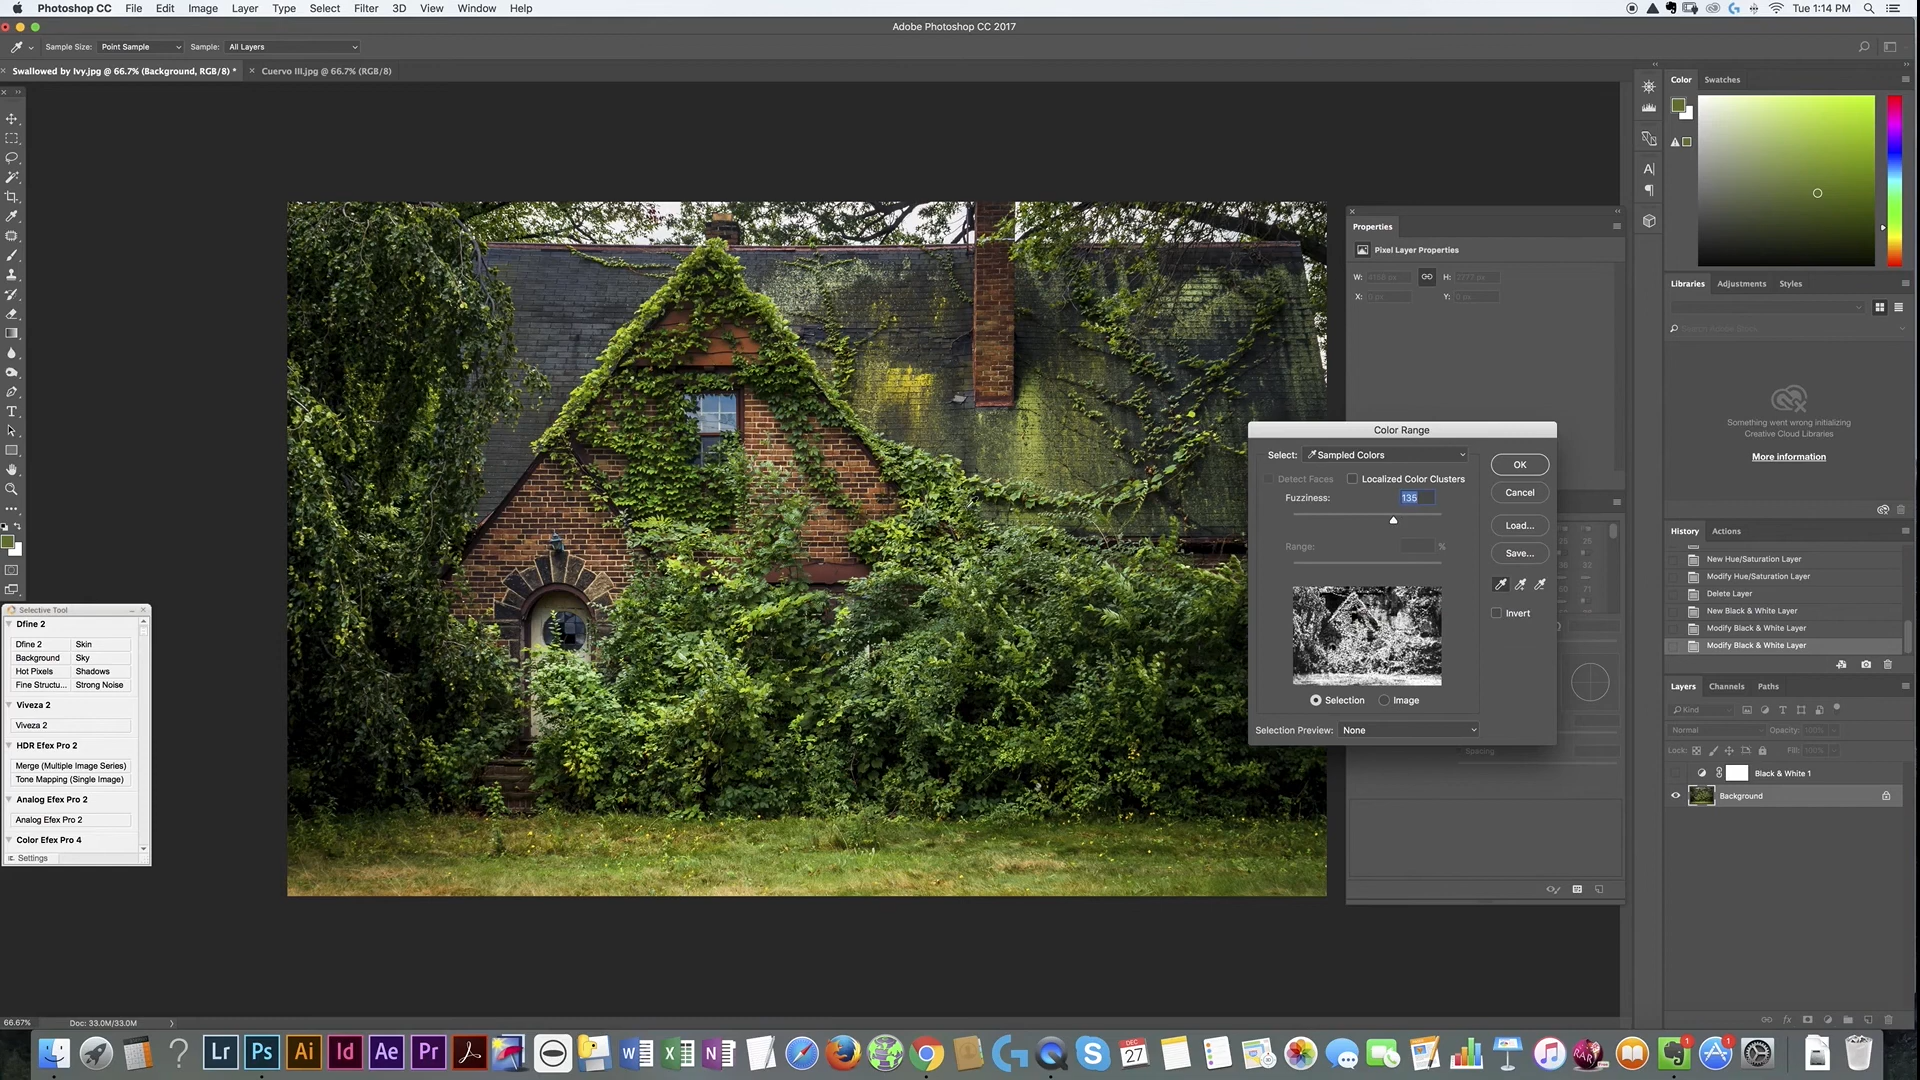 Photoshop CC File Edit Image Layer Type Select Filter 3D View Window Help
Tue 1:14 PM
Adobe Photoshop CC 2017
Sample Size: Point Sample Sample: All Layers
Swallowed by Ivy.jpg @ 66.7% (Background, RGB/8) *
Cuervo III.jpg @ 66.7% (RGB/8)
Color Swatches
Properties
Pixel Layer Properties
W: H:
X: Y:
Libraries Adjustments Styles
Something went wrong initializing
Creative Cloud Libraries
More information
Color Range
Select: Sampled Colors
Detect Faces Localized Color Clusters
Fuzziness: 135
Range: %
Selection Image
Selection Preview: None
OK
Cancel
Load...
Save...
Invert
History Actions
New Hue/Saturation Layer
Modify Hue/Saturation Layer
Delete Layer
New Black & White Layer
Modify Black & White Layer
Modify Black & White Layer
Layers Channels Paths
Kind
Normal Opacity: 100%
Lock: Fill: 100%
Black & White 1
Background
Spacing
Selective Tool
Dfine 2
Dfine 2 Skin
Background Sky
Hot Pixels Shadows
Fine Structu... Strong Noise
Viveza 2
Viveza 2
HDR Efex Pro 2
Merge (Multiple Image Series)
Tone Mapping (Single Image)
Analog Efex Pro 2
Analog Efex Pro 2
Color Efex Pro 4
Settings
66.67% Doc: 33.0M/33.0M
Lr Ps Ai Id Ae Pr
DEC
27
1
1